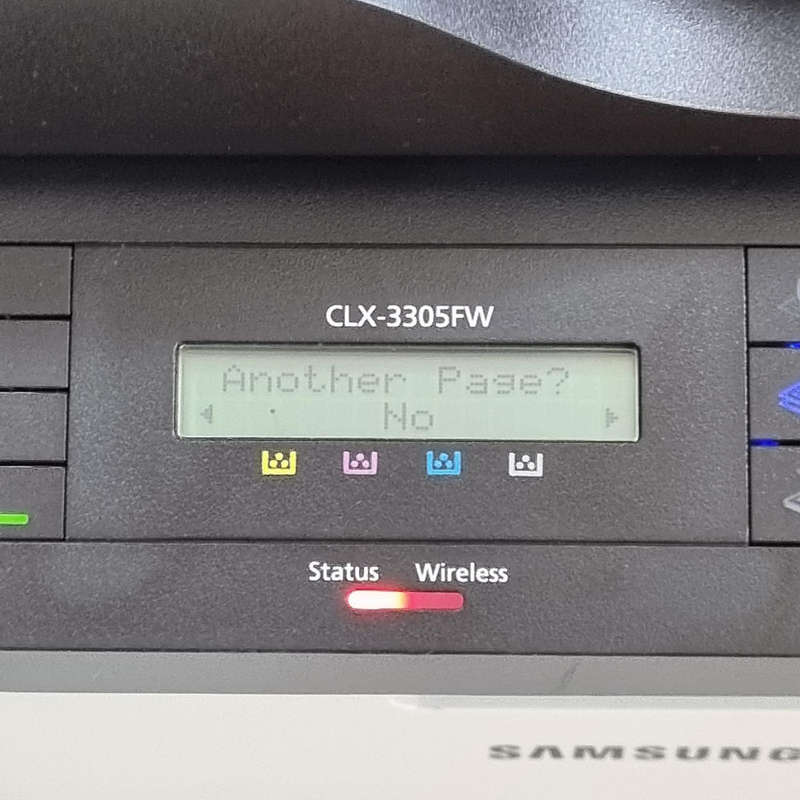 CLX-3305FW
Another Page?
No
Status Wireless
SAMSUNG